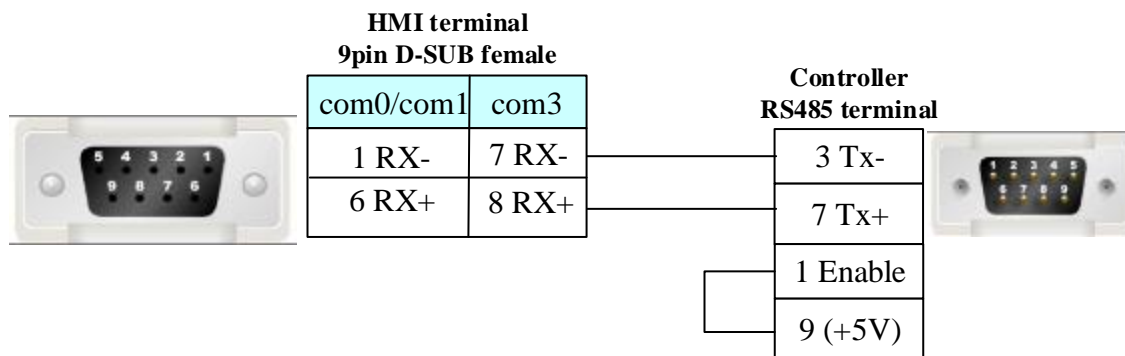 HMI terminal
9pin D-SUB female
com0/com1 com3
1 RX- 7 RX-
6 RX+ 8 RX+
5 4 3 2 1
9 8 7 6
Controller
RS485 terminal
3 Tx-
7 Tx+
1 Enable
9 (+5V)
1 2 3 4 5
6 7 8 9